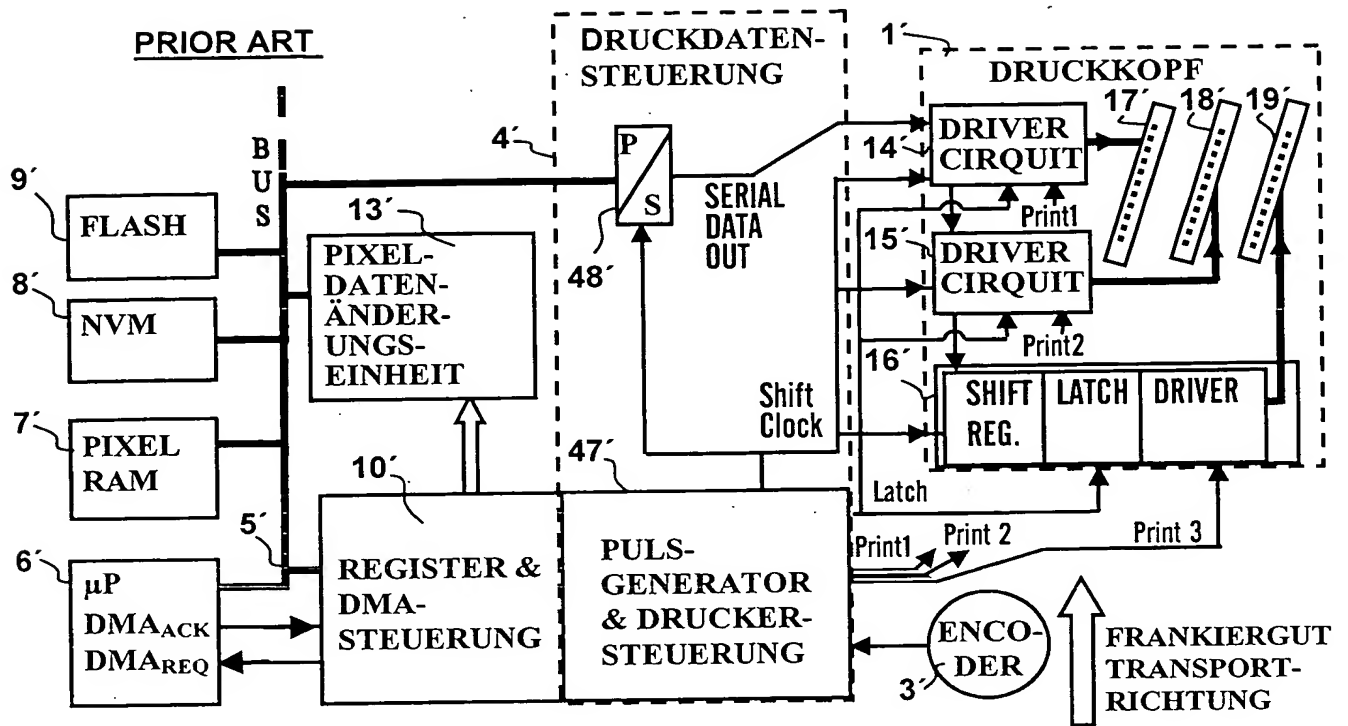 PRIOR ART
DRUCKDATEN-
STEUERUNG
1´
DRUCKKOPF
17´
18´
19´
4´
P
S
48´
SERIAL
DATA
OUT
14´
DRIVER
CIRQUIT
Print1
15´
DRIVER
CIRQUIT
Print2
16´
SHIFT
REG.
LATCH
DRIVER
BUS
9´
FLASH
8´
NVM
7´
PIXEL
RAM
13´
PIXEL-
DATEN-
ÄNDER-
UNGS-
EINHEIT
Shift
Clock
5´
6´
µP
DMAACK
DMAREQ
10´
REGISTER &
DMA-
STEUERUNG
47´
PULS-
GENERATOR
& DRUCKER-
STEUERUNG
Latch
Print1
Print 2
Print 3
ENCO-
DER
3´
FRANKIERGUT
TRANSPORT-
RICHTUNG